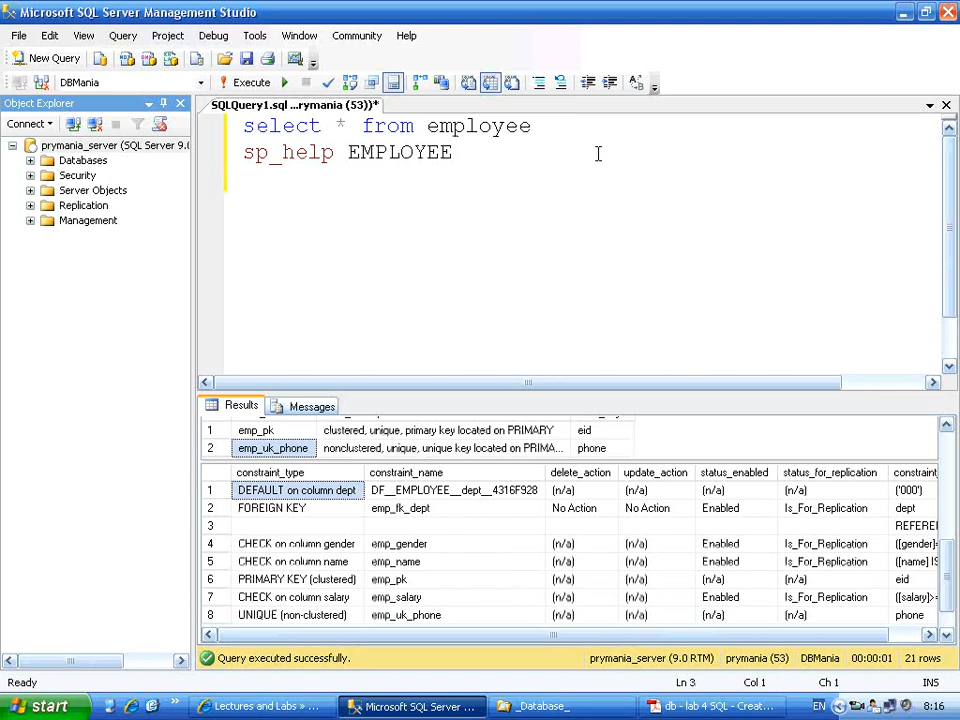 Microsoft SQL Server Management Studio
File Edit View Query Project Debug Tools Window Community Help
New Query
DBMania Execute
Object Explorer
SQLQuery1.sql ...rymania (53))*
Connect
select * from employee
sp_help EMPLOYEE
prymania_server (SQL Server 9.0
Databases
Security
Server Objects
Replication
Management
Results Messages
1 emp_pk clustered, unique, primary key located on PRIMARY eid
2 emp_uk_phone nonclustered, unique, unique key located on PRIMA... phone
constraint_type constraint_name delete_action update_action status_enabled status_for_replication constraint
1 DEFAULT on column dept DF__EMPLOYEE__dept__4316F928 (n/a) (n/a) (n/a) (n/a) ('000')
2 FOREIGN KEY emp_fk_dept No Action No Action Enabled Is_For_Replication dept
3 REFEREI
4 CHECK on column gender emp_gender (n/a) (n/a) Enabled Is_For_Replication ([gender]=
5 CHECK on column name emp_name (n/a) (n/a) Enabled Is_For_Replication ([name] IS
6 PRIMARY KEY (clustered) emp_pk (n/a) (n/a) (n/a) (n/a) eid
7 CHECK on column salary emp_salary (n/a) (n/a) Enabled Is_For_Replication ([salary]>=
8 UNIQUE (non-clustered) emp_uk_phone (n/a) (n/a) (n/a) (n/a) phone
Query executed successfully. prymania_server (9.0 RTM) prymania (53) DBMania 00:00:01 21 rows
Ready Ln 3 Col 1 Ch 1 INS
start Lectures and Labs » ... Microsoft SQL Server ... _Database_ db - lab 4 SQL - Creat... EN 8:16